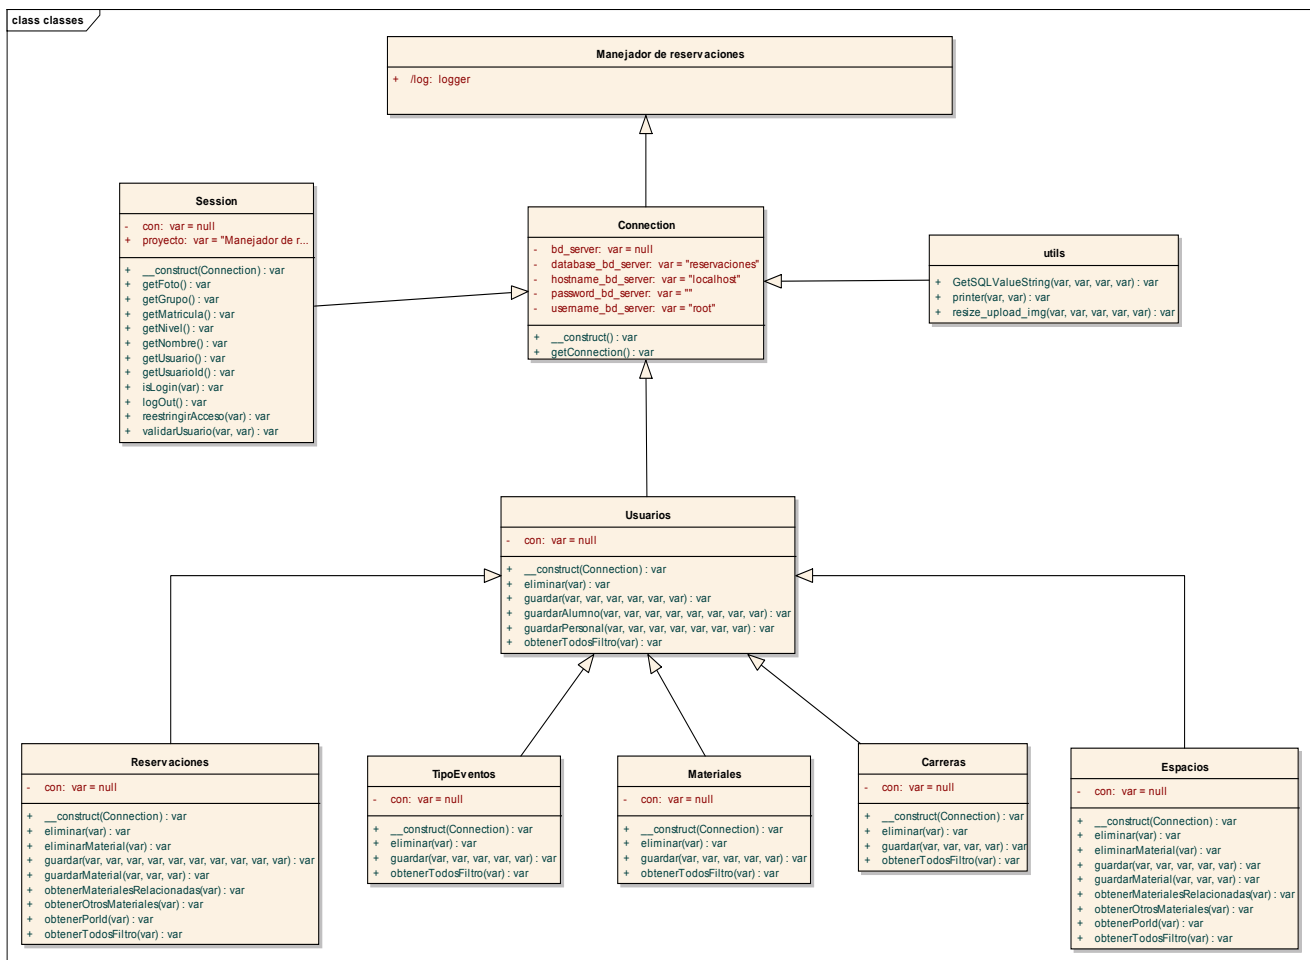 class classes
Manejador de reservaciones
+ /log: logger
Session
- con: var = null
+ proyecto: var = "Manejador de r...
+ __construct(Connection) : var
+ getFoto() : var
+ getGrupo() : var
+ getMatricula() : var
+ getNivel() : var
+ getNombre() : var
+ getUsuario() : var
+ getUsuarioId() : var
+ isLogin(var) : var
+ logOut() : var
+ reestringirAcceso(var) : var
+ validarUsuario(var, var) : var
Connection
- bd_server: var = null
- database_bd_server: var = "reservaciones"
- hostname_bd_server: var = "localhost"
- password_bd_server: var = ""
- username_bd_server: var = "root"
+ __construct() : var
+ getConnection() : var
utils
+ GetSQLValueString(var, var, var, var) : var
+ printer(var, var) : var
+ resize_upload_img(var, var, var, var, var) : var
Usuarios
- con: var = null
+ __construct(Connection) : var
+ eliminar(var) : var
+ guardar(var, var, var, var, var, var) : var
+ guardarAlumno(var, var, var, var, var, var, var, var) : var
+ guardarPersonal(var, var, var, var, var, var, var) : var
+ obtenerTodosFiltro(var) : var
Reservaciones
- con: var = null
+ __construct(Connection) : var
+ eliminar(var) : var
+ eliminarMaterial(var) : var
+ guardar(var, var, var, var, var, var, var, var, var, var) : var
+ guardarMaterial(var, var, var) : var
+ obtenerMaterialesRelacionadas(var) : var
+ obtenerOtrosMateriales(var) : var
+ obtenerPorId(var) : var
+ obtenerTodosFiltro(var) : var
TipoEventos
- con: var = null
+ __construct(Connection) : var
+ eliminar(var) : var
+ guardar(var, var, var, var, var) : var
+ obtenerTodosFiltro(var) : var
Materiales
- con: var = null
+ __construct(Connection) : var
+ eliminar(var) : var
+ guardar(var, var, var, var, var) : var
+ obtenerTodosFiltro(var) : var
Carreras
- con: var = null
+ __construct(Connection) : var
+ eliminar(var) : var
+ guardar(var, var, var, var) : var
+ obtenerTodosFiltro(var) : var
Espacios
- con: var = null
+ __construct(Connection) : var
+ eliminar(var) : var
+ eliminarMaterial(var) : var
+ guardar(var, var, var, var, var) : var
+ guardarMaterial(var, var, var) : var
+ obtenerMaterialesRelacionadas(var) : var
+ obtenerOtrosMateriales(var) : var
+ obtenerPorId(var) : var
+ obtenerTodosFiltro(var) : var